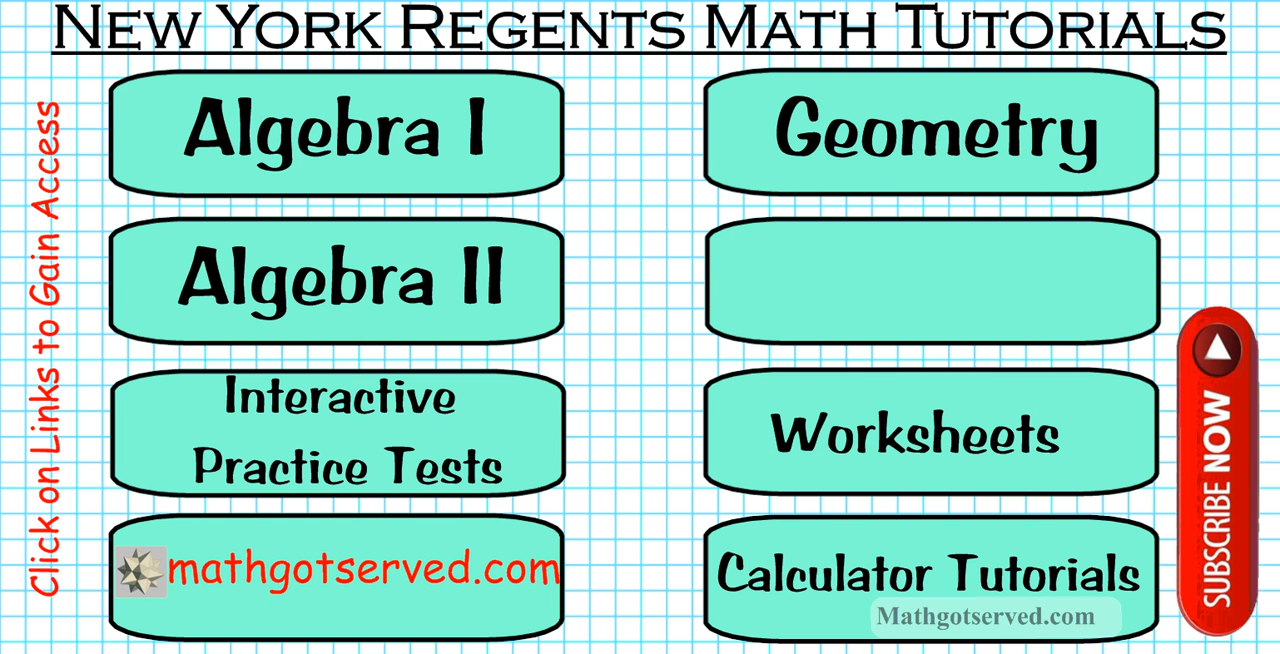 New York Regents Math Tutorials
Click on Links to Gain Access
Algebra I
Geometry
Algebra II
Interactive
Practice Tests
Worksheets
mathgotserved.com
Calculator Tutorials
Mathgotserved.com
SUBSCRIBE NOW